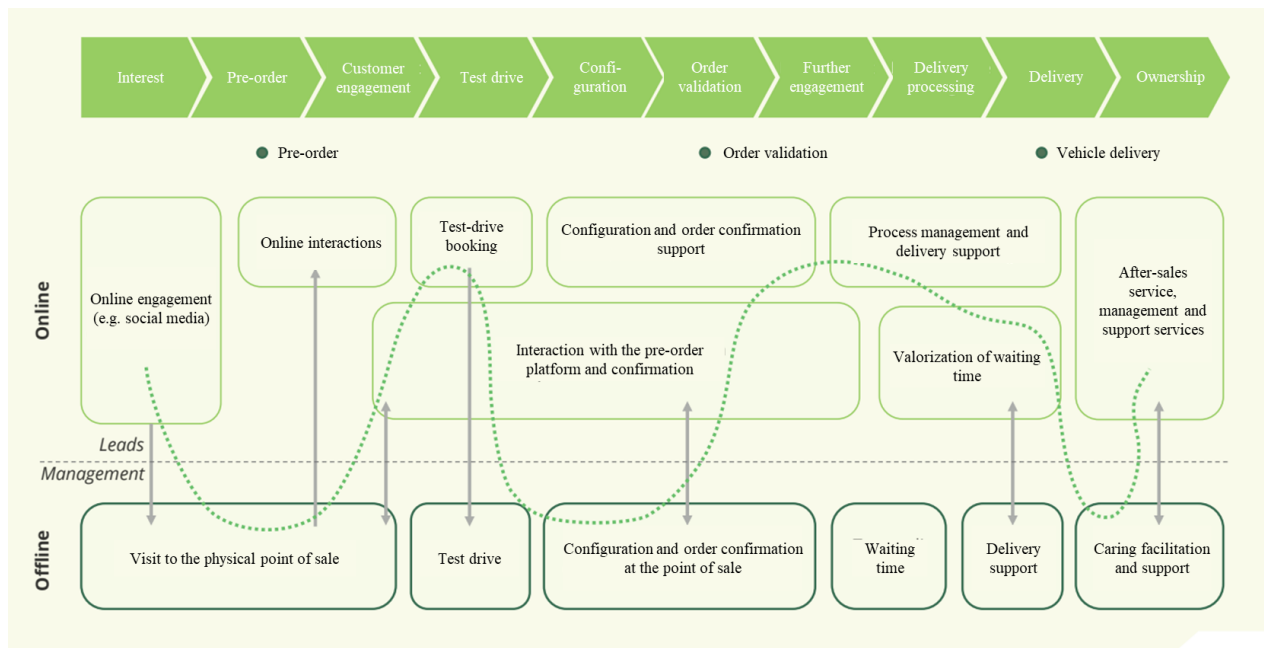 Interest
Pre-order
Customer
engagement
Test drive
Confi-
guration
Order
validation
Further
engagement
Delivery
processing
Delivery
Ownership
Pre-order
Order validation
Vehicle delivery
Online
Online engagement
(e.g. social media)
Online interactions
Test-drive
booking
Configuration and order confirmation
support
Process management and
delivery support
After-sales
service,
management and
support services
Interaction with the pre-order
platform and confirmation
Valorization of waiting
time
Leads
Management
Offline
Visit to the physical point of sale
Test drive
Configuration and order confirmation
at the point of sale
Waiting
time
Delivery
support
Caring facilitation
and support